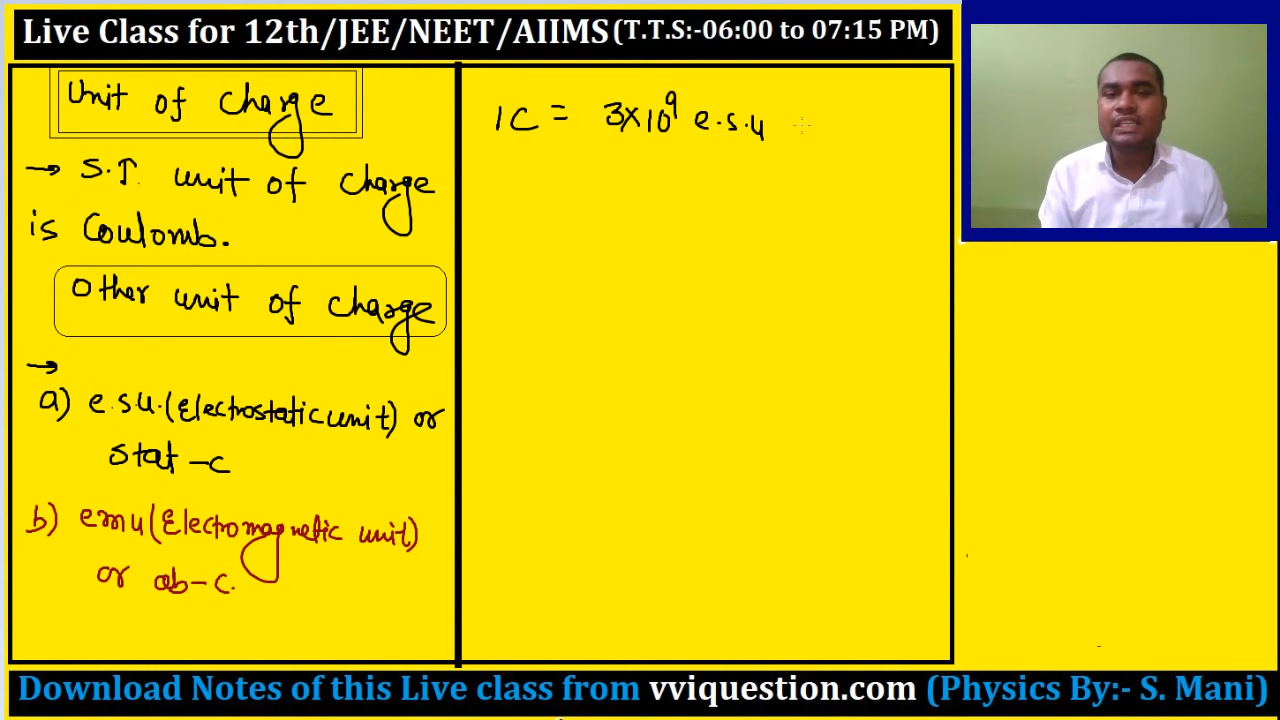 Live Class for 12th/JEE/NEET/AIIMS(T.T.S:-06:00 to 07:15 PM)
Unit of charge
→ S.I. unit of charge
is Coulomb.
Other unit of charge
→
a) e.s.u.(Electrostatic unit) or
stat-c
b) emu(Electromagnetic unit)
or ab-c.
1C = 3×10⁹ e.s.u
Download Notes of this Live class from vviquestion.com (Physics By:- S. Mani)